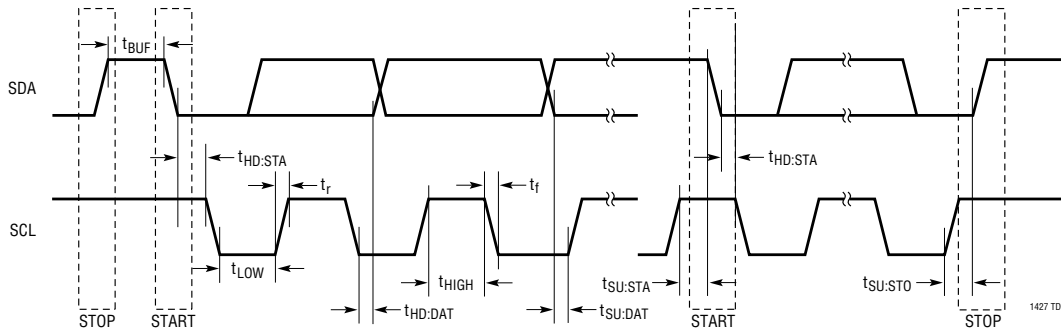 tBUF
SDA
tHD:STA
tHD:STA
tr
tf
SCL
tLOW
tHIGH
tSU:STA
tSU:STO
tHD:DAT
tSU:DAT
1427 TD
STOP
START
START
STOP